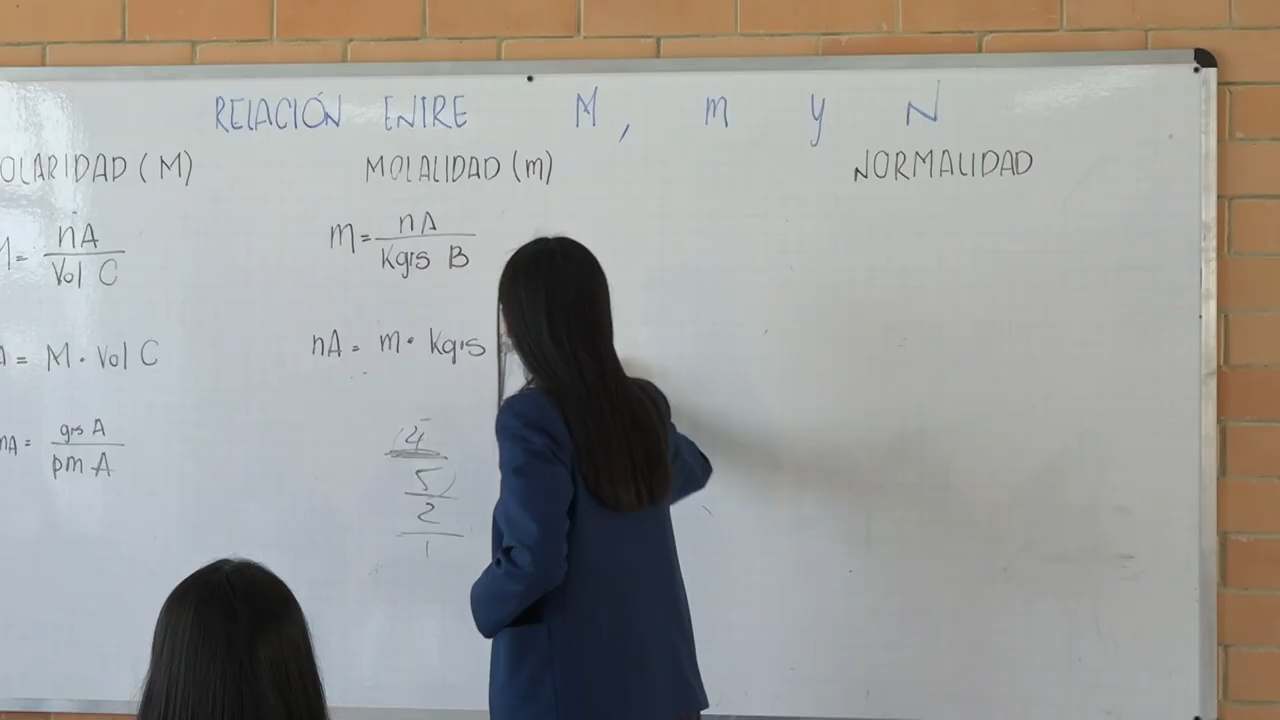 RELACIÓN ENTRE M, m y N
OLARIDAD (M)
M = nA
Vol C
A = M · Vol C
nA = grs A
pm A
MOLALIDAD (m)
m = nA
Kgrs B
nA = m · Kgrs
4
5
2
1
NORMALIDAD